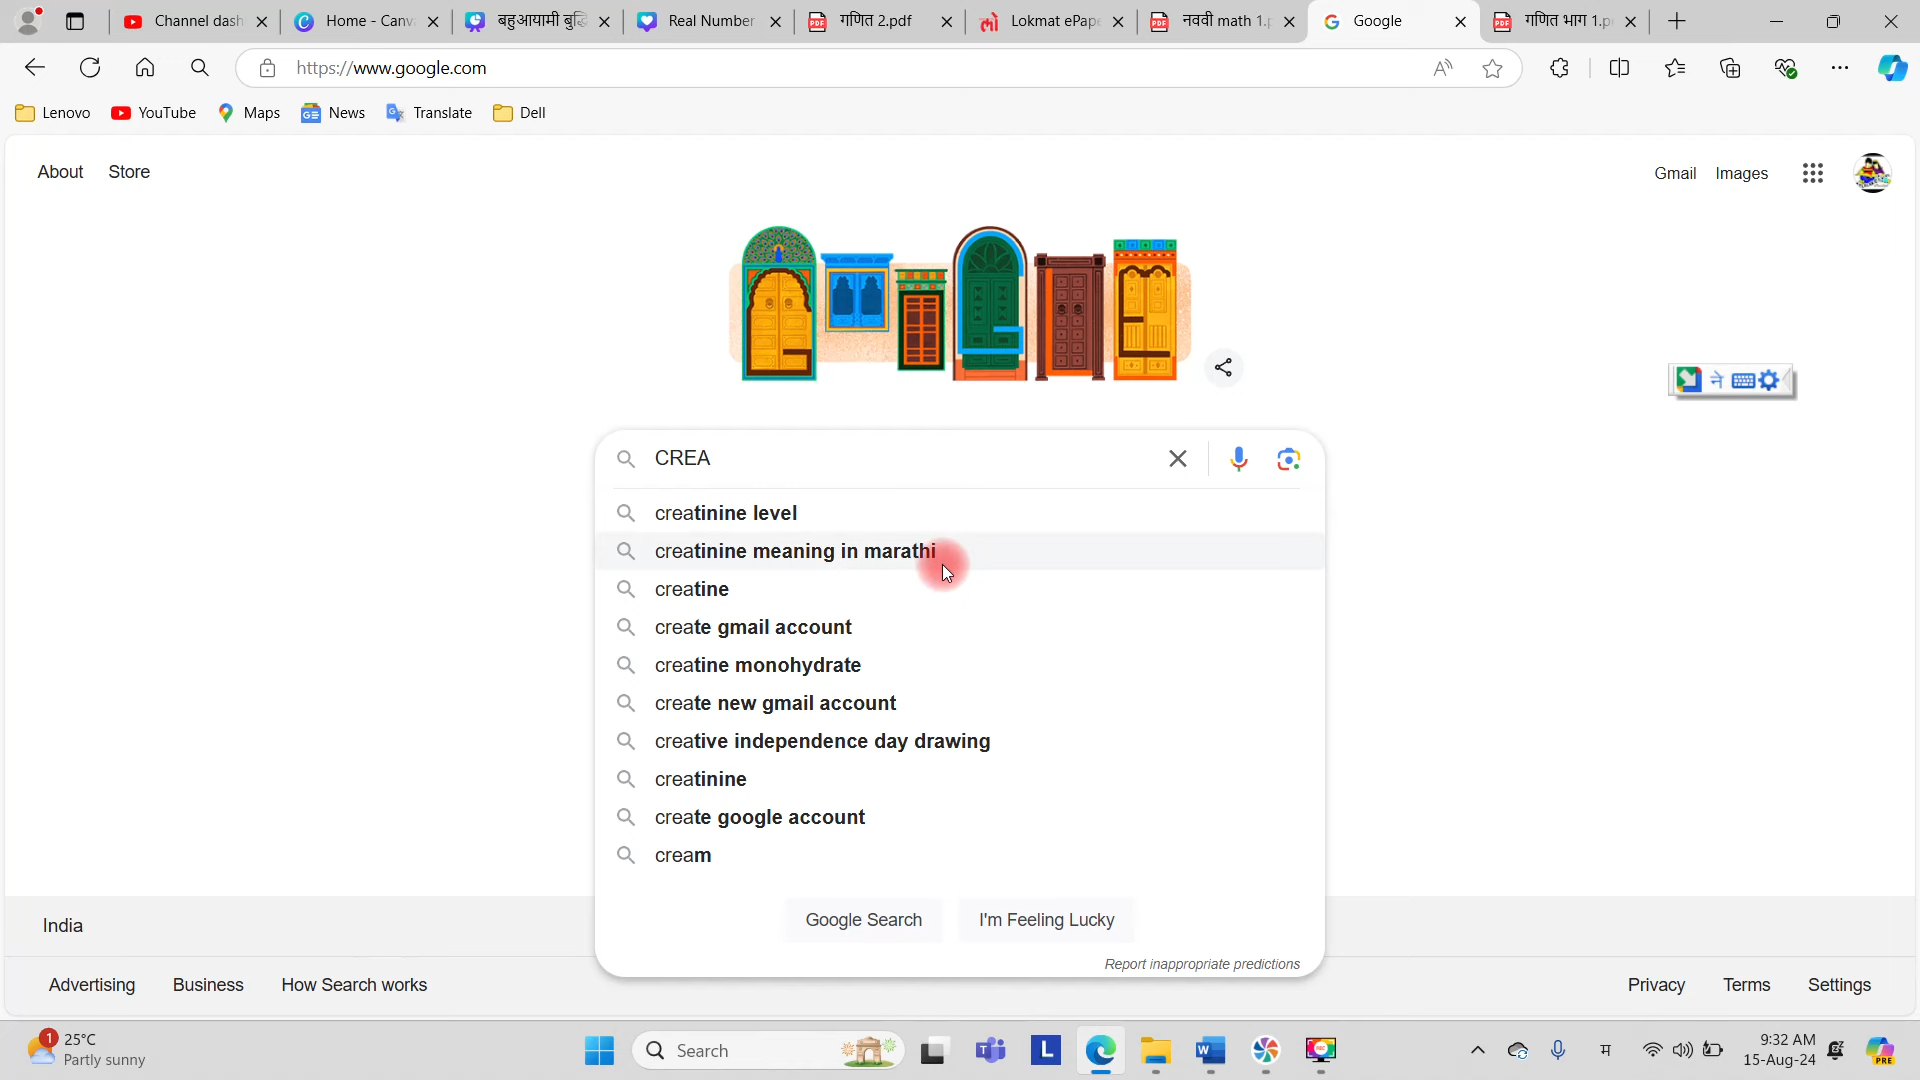 Channel dash
Home - Canv
बहुआयामी बुद्धि
Real Number
गणित 2.pdf
Lokmat ePape
नववी math 1.p
Google
गणित भाग 1.p
https://www.google.com
Lenovo
YouTube
Maps
News
Translate
Dell
About
Store
Gmail
Images
ने
CREA
creatinine level
creatinine meaning in marathi
creatine
create gmail account
creatine monohydrate
create new gmail account
creative independence day drawing
creatinine
create google account
cream
Google Search
I'm Feeling Lucky
Report inappropriate predictions
India
Advertising
Business
How Search works
Privacy
Terms
Settings
1
25°C
Partly sunny
Search
L
म
9:32 AM
15-Aug-24
PRE